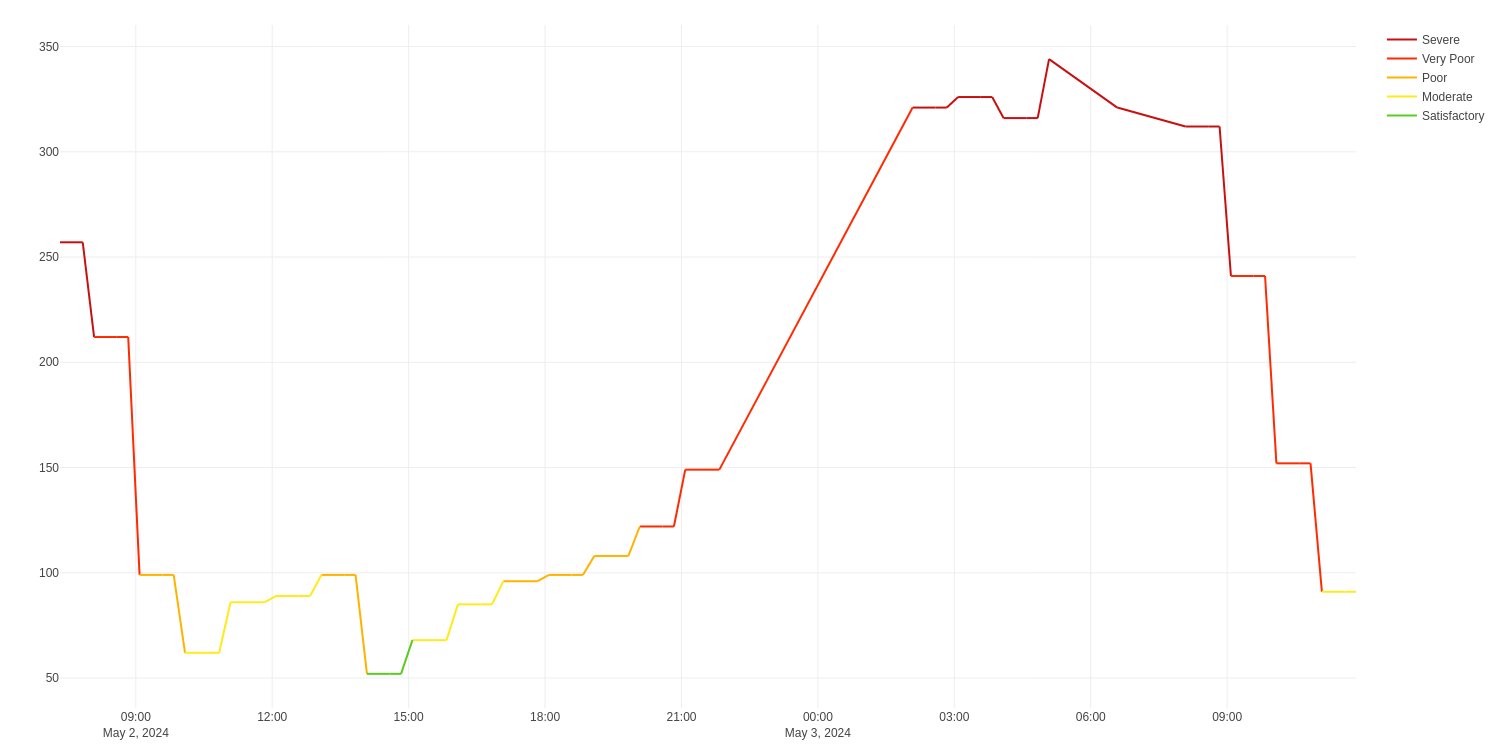 350
300
250
200
150
100
50
09:00
May 2, 2024
12:00
15:00
18:00
21:00
00:00
May 3, 2024
03:00
06:00
09:00
Severe
Very Poor
Poor
Moderate
Satisfactory